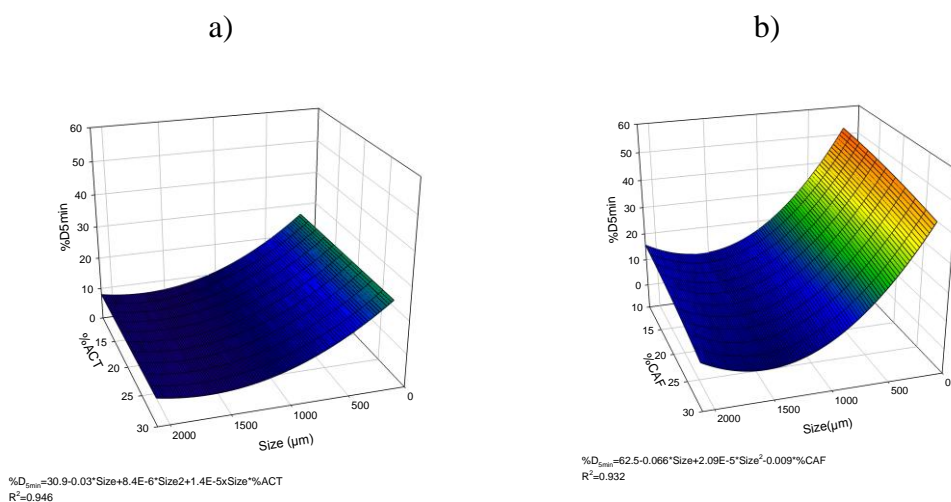 a)
b)
60
50
40
30
20
10
0
%D5min
15
20
25
30
%ACT
2000
1500
1000
500
0
Size (µm)
%D5min=30.9-0.03*Size+8.4E-6*Size2+1.4E-5xSize*%ACT
R²=0.946
60
50
40
30
20
10
0
%D5min
10
15
20
25
30
%CAF
2000
1500
1000
500
0
Size(µm)
%D5min=62.5-0.066*Size+2.09E-5*Size²-0.009*%CAF
R²=0.932